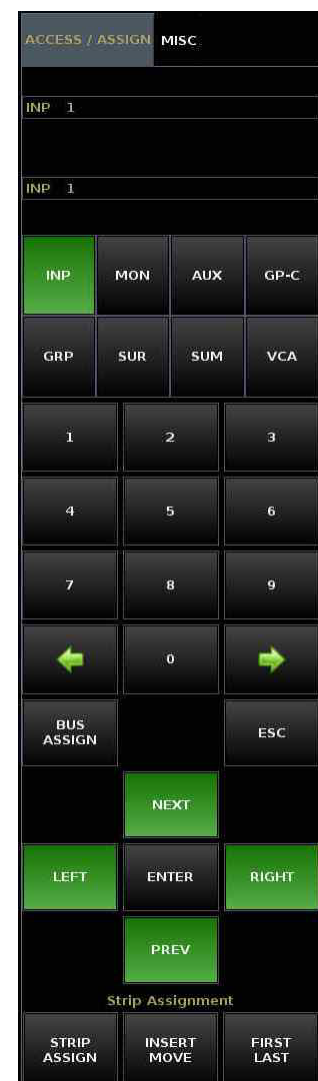 ACCESS / ASSIGN MISC
INP 1
INP 1
INP MON AUX GP-C
GRP SUR SUM VCA
1 2 3
4 5 6
7 8 9
0
BUS
ASSIGN
ESC
NEXT
LEFT ENTER RIGHT
PREV
Strip Assignment
STRIP
ASSIGN
INSERT
MOVE
FIRST
LAST